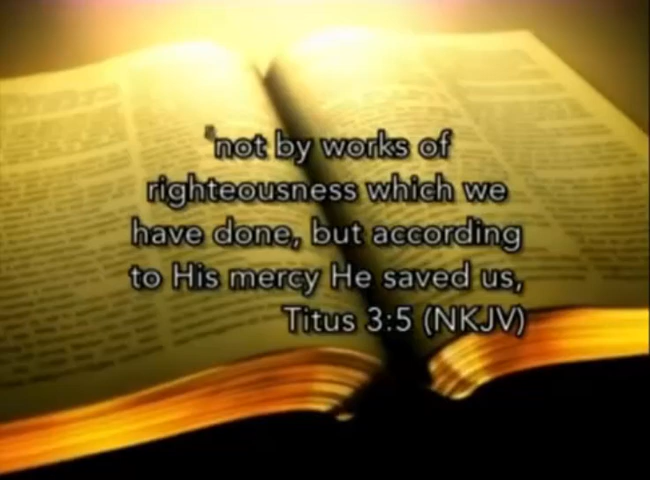 "not by works of
righteousness which we
have done, but according
to His mercy He saved us,
Titus 3:5 (NKJV)